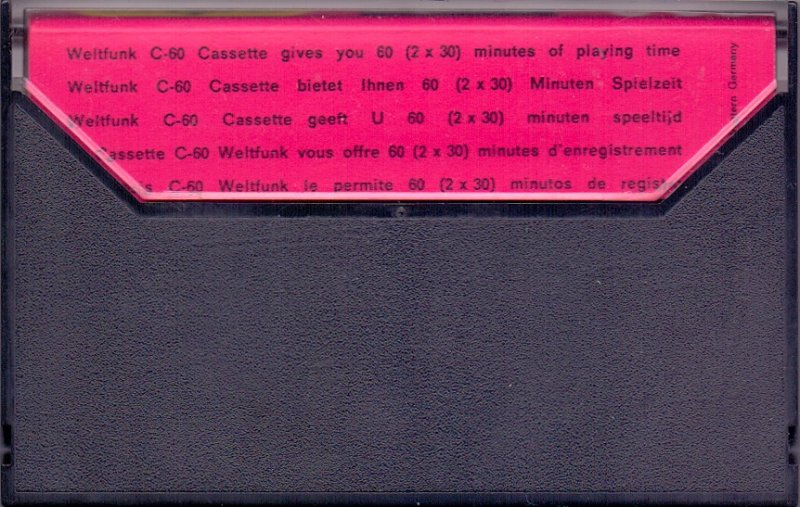 Weltfunk C-60 Cassette gives you 60 (2 x 30) minutes of playing time
Weltfunk C-60 Cassette bietet Ihnen 60 (2 x 30) Minuten Spielzeit
Weltfunk C-60 Cassette geeft U 60 (2 x 30) minuten speeltijd
Cassette C-60 Weltfunk vous offre 60 (2 x 30) minutes d'enregistrement
C-60 Weltfunk le permite 60 (2 x 30) minutos de
Germany